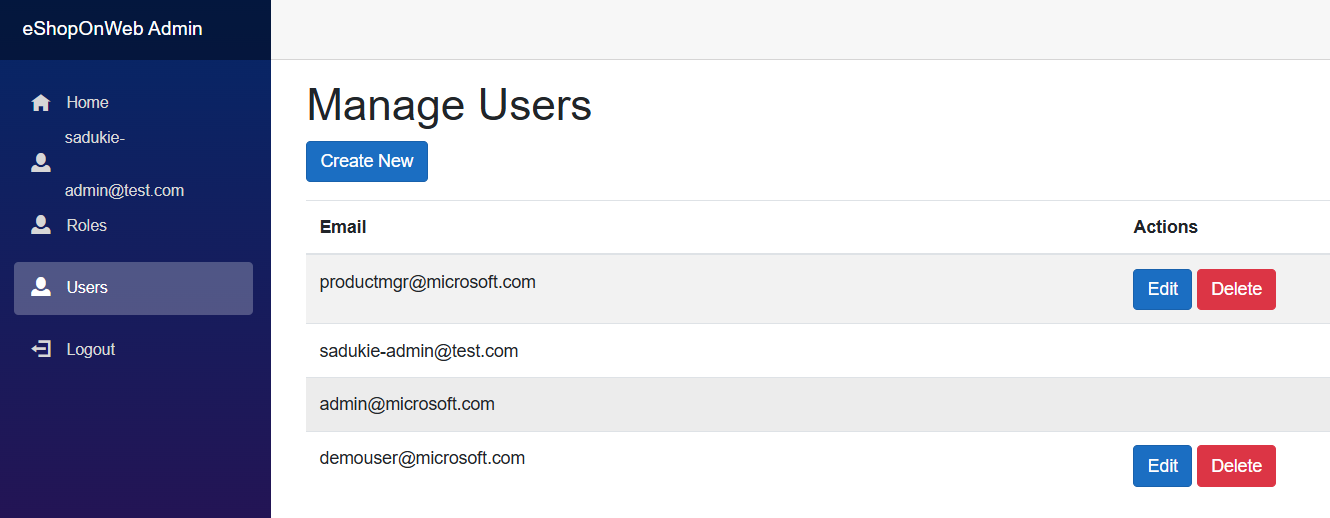 eShopOnWeb Admin
Home
sadukie-
admin@test.com
Roles
Users
Logout
Manage Users
Create New
Email Actions
productmgr@microsoft.com Edit Delete
sadukie-admin@test.com
admin@microsoft.com
demouser@microsoft.com Edit Delete